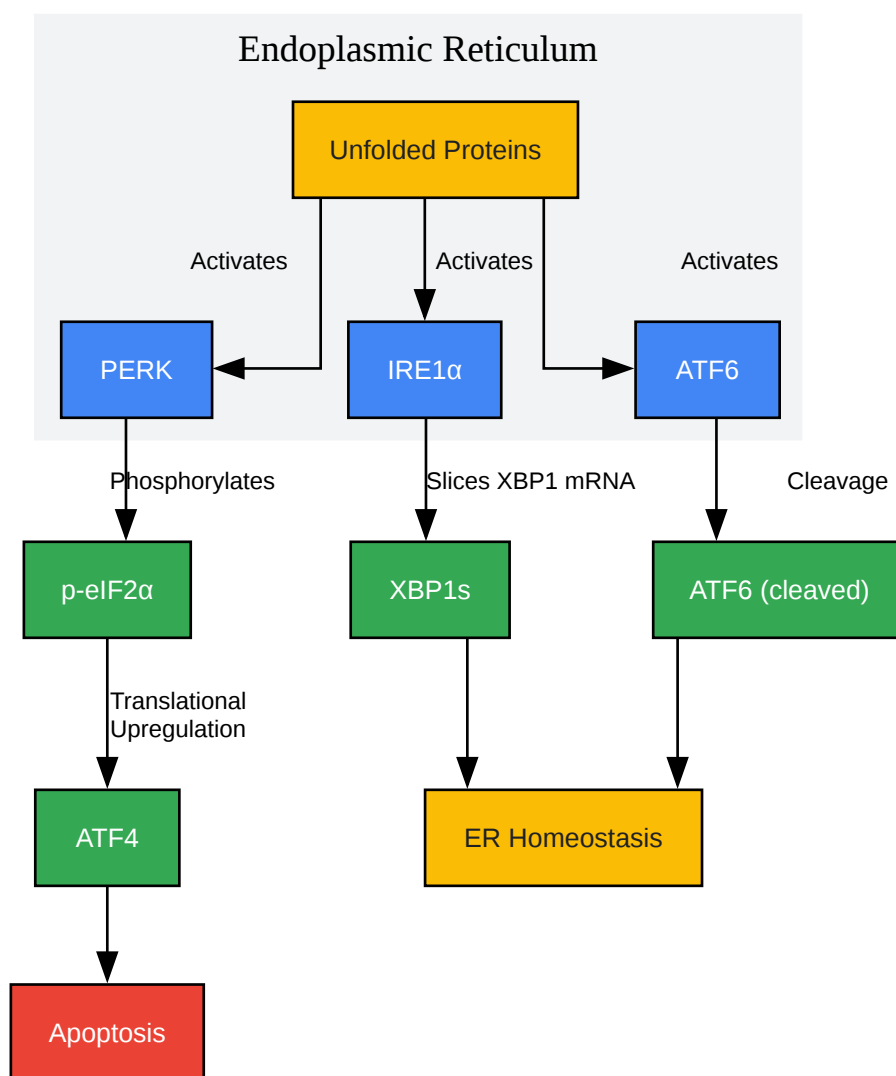 Endoplasmic Reticulum
Unfolded Proteins
Activates
Activates
Activates
PERK
IRE1α
ATF6
Phosphorylates
Slices XBP1 mRNA
Cleavage
p-eIF2α
XBP1s
ATF6 (cleaved)
Translational
Upregulation
ATF4
ER Homeostasis
Apoptosis